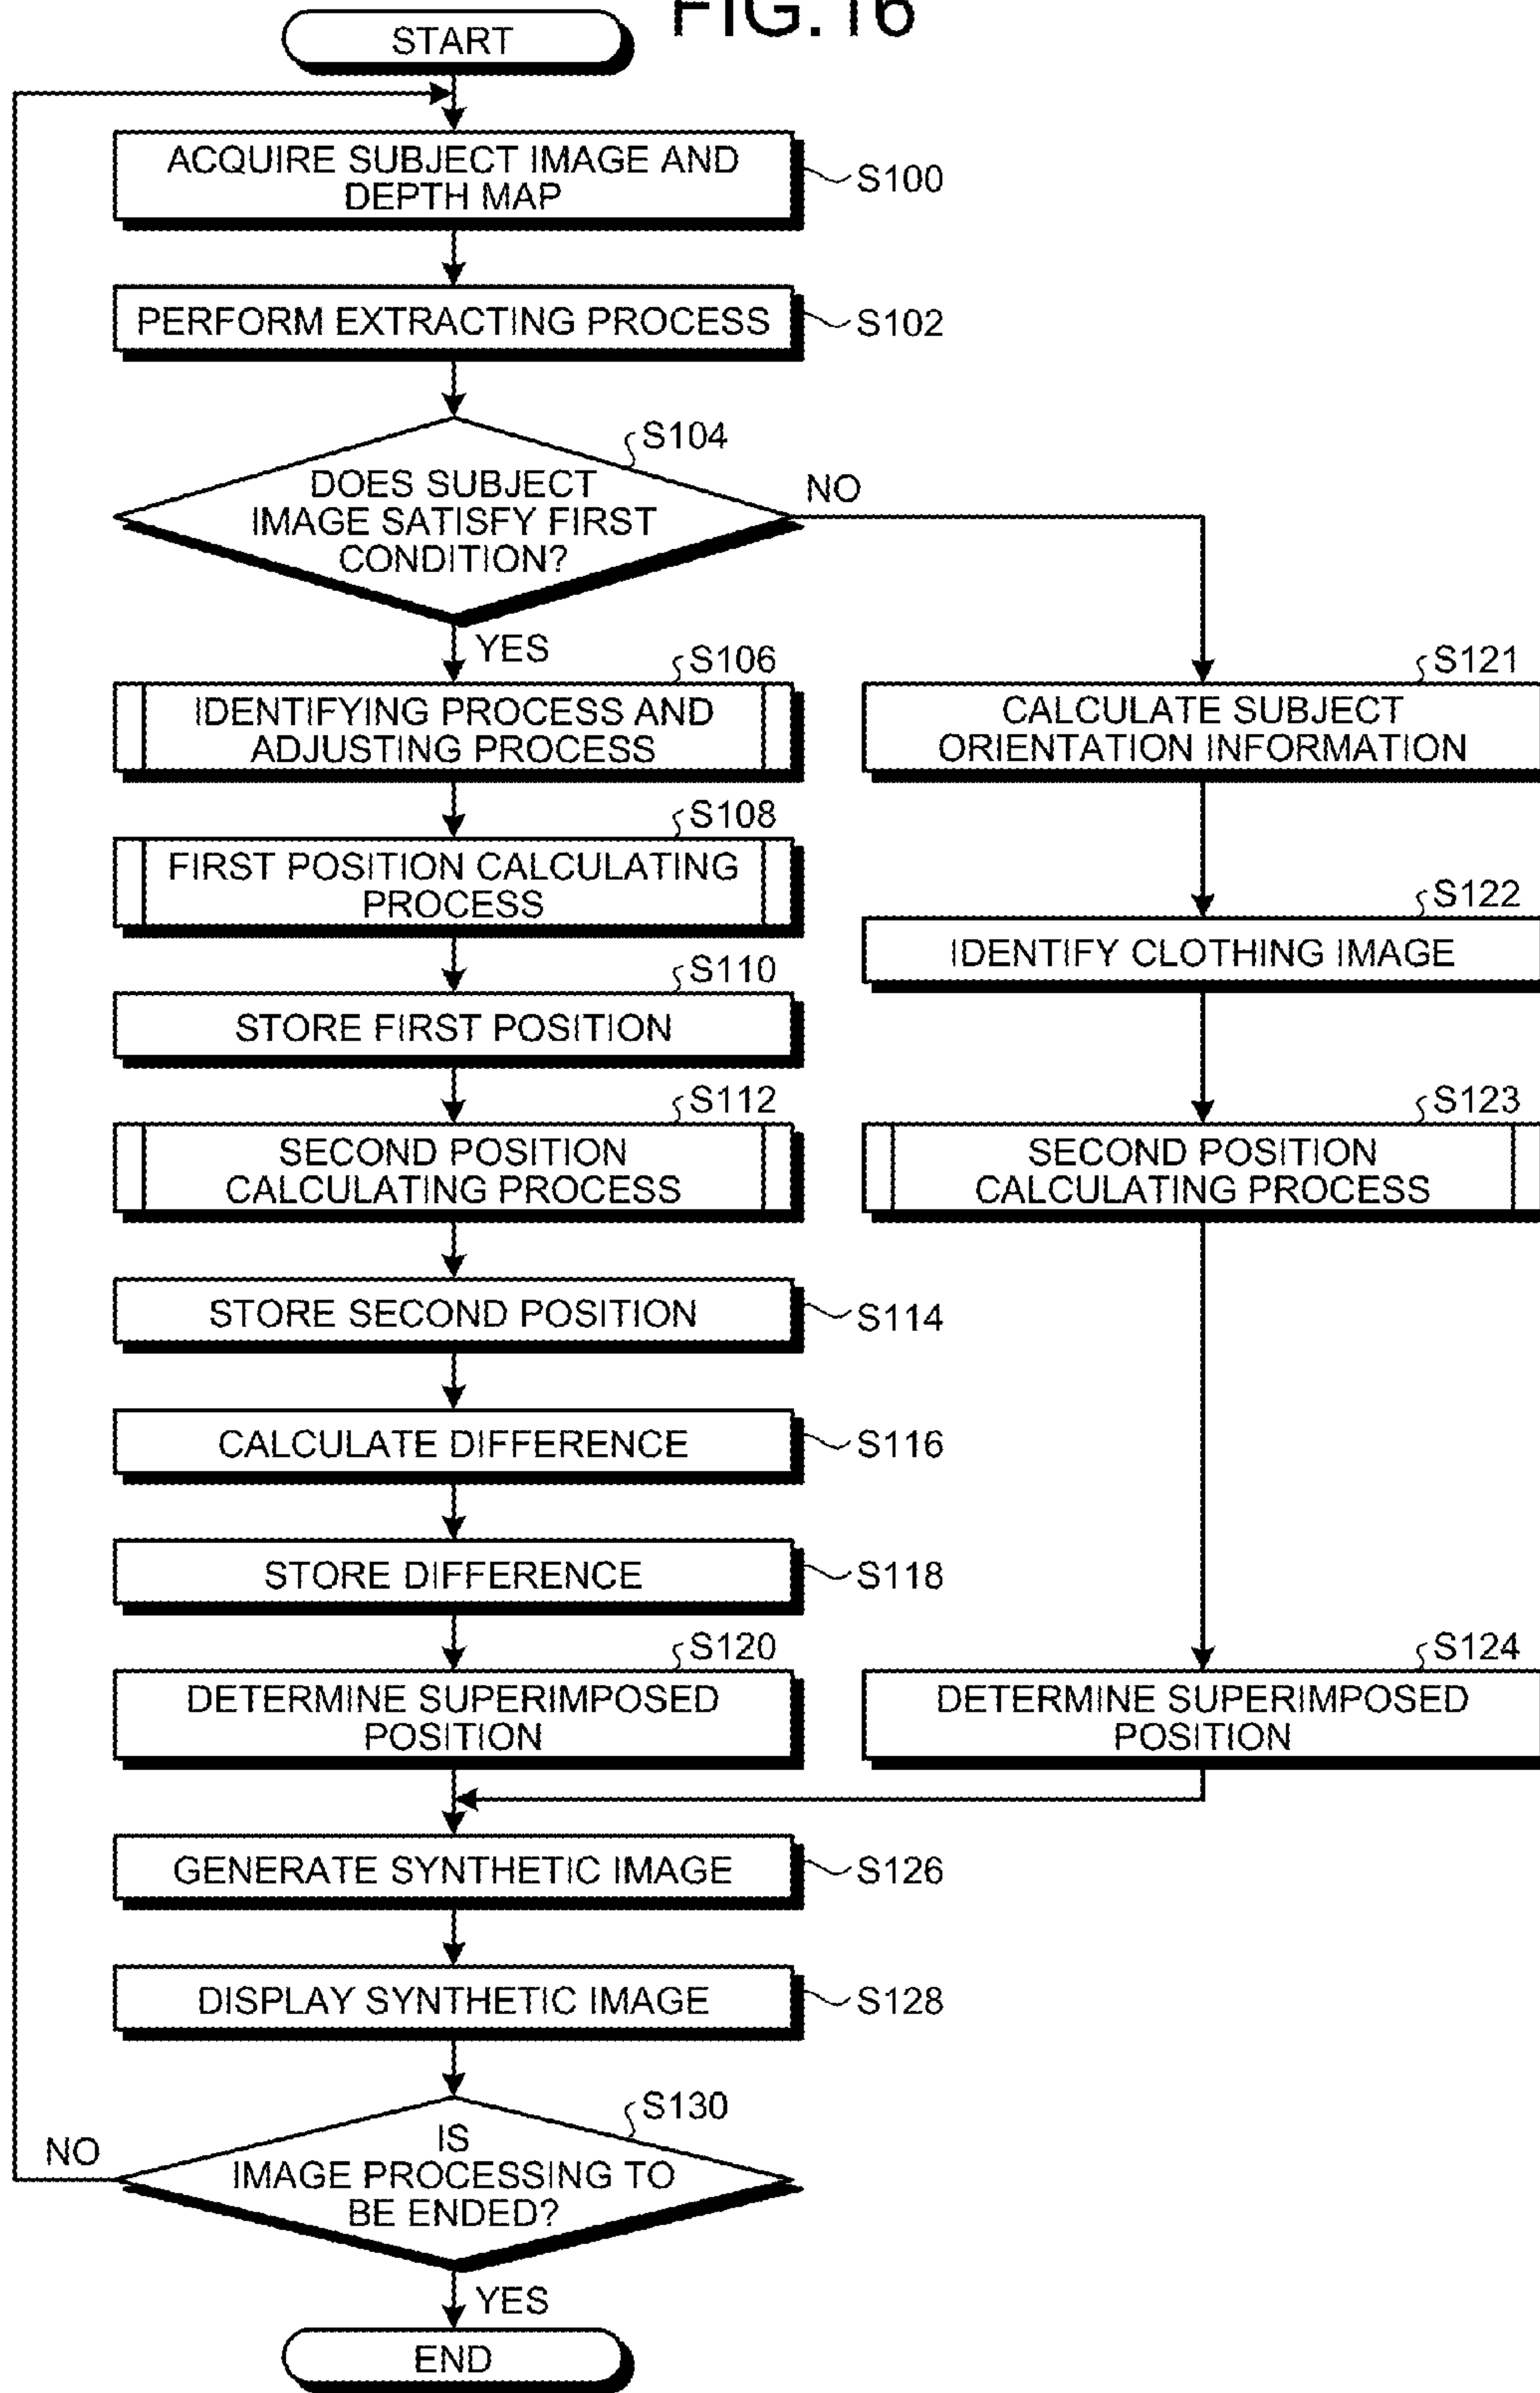 FIG.16
START
ACQUIRE SUBJECT IMAGE AND
DEPTH MAP
S100
PERFORM EXTRACTING PROCESS
S102
S104
DOES SUBJECT
IMAGE SATISFY FIRST
CONDITION?
NO
YES
S106
IDENTIFYING PROCESS AND
ADJUSTING PROCESS
S121
CALCULATE SUBJECT
ORIENTATION INFORMATION
S108
FIRST POSITION CALCULATING
PROCESS
S122
IDENTIFY CLOTHING IMAGE
S110
STORE FIRST POSITION
S112
SECOND POSITION
CALCULATING PROCESS
S123
SECOND POSITION
CALCULATING PROCESS
STORE SECOND POSITION
S114
CALCULATE DIFFERENCE
S116
STORE DIFFERENCE
S118
S120
DETERMINE SUPERIMPOSED
POSITION
S124
DETERMINE SUPERIMPOSED
POSITION
GENERATE SYNTHETIC IMAGE
S126
DISPLAY SYNTHETIC IMAGE
S128
S130
IS
IMAGE PROCESSING TO
BE ENDED?
NO
YES
END